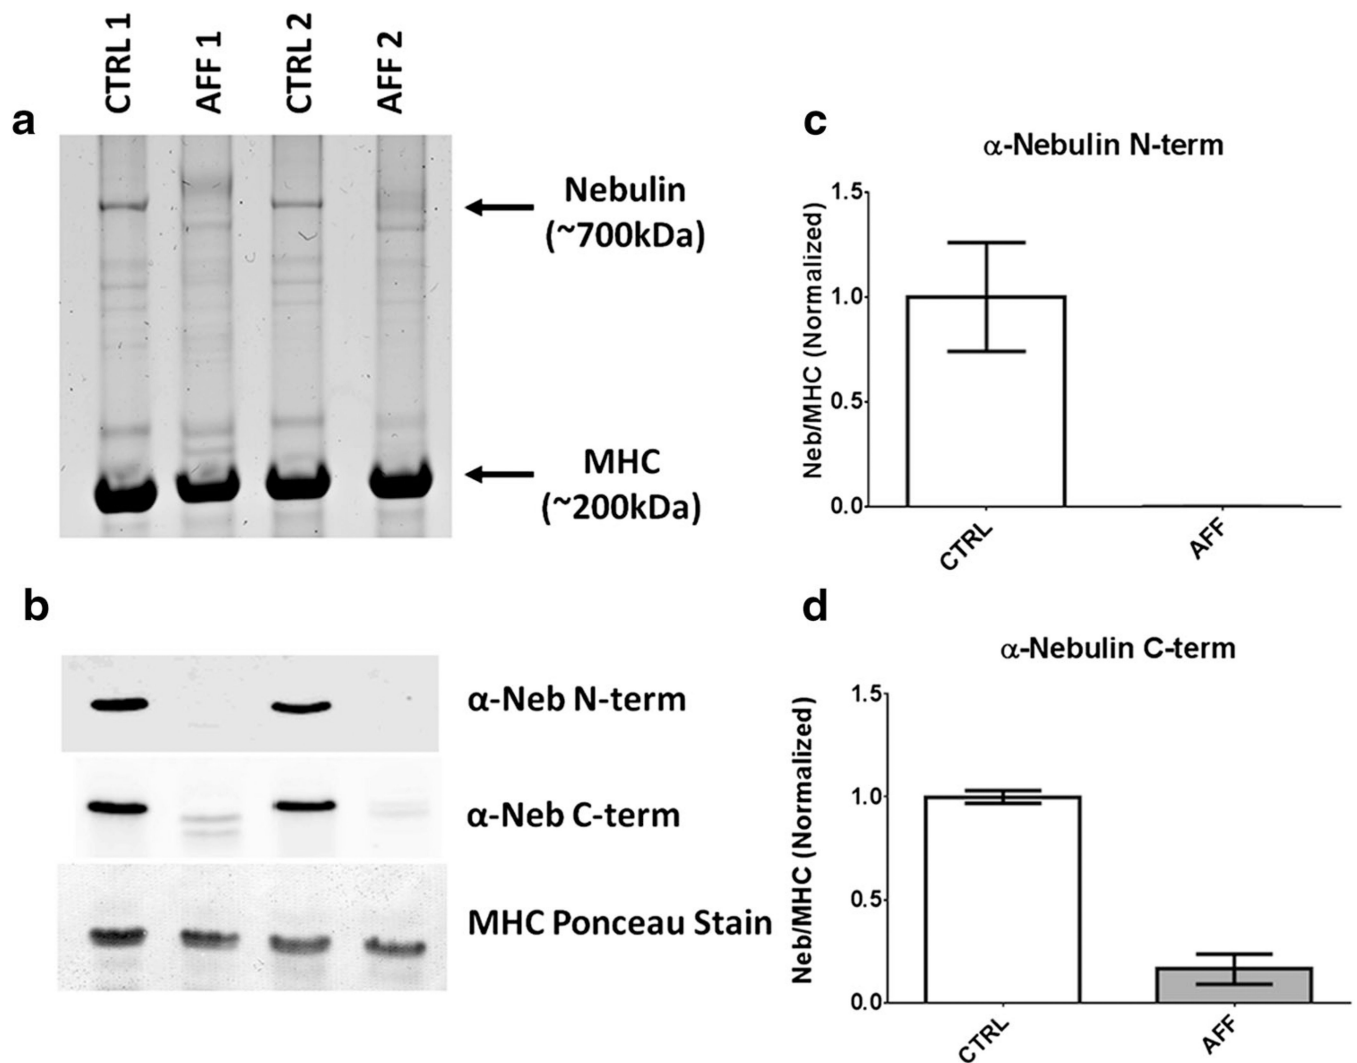 CTRL 1
AFF 1
CTRL 2
AFF 2
a
Nebulin
(~700kDa)
MHC
(~200kDa)
b
α-Neb N-term
α-Neb C-term
MHC Ponceau Stain
c
α-Nebulin N-term
Neb/MHC (Normalized)
1.5
1.0
0.5
0.0
CTRL
AFF
d
α-Nebulin C-term
Neb/MHC (Normalized)
1.5
1.0
0.5
0.0
CTRL
AFF